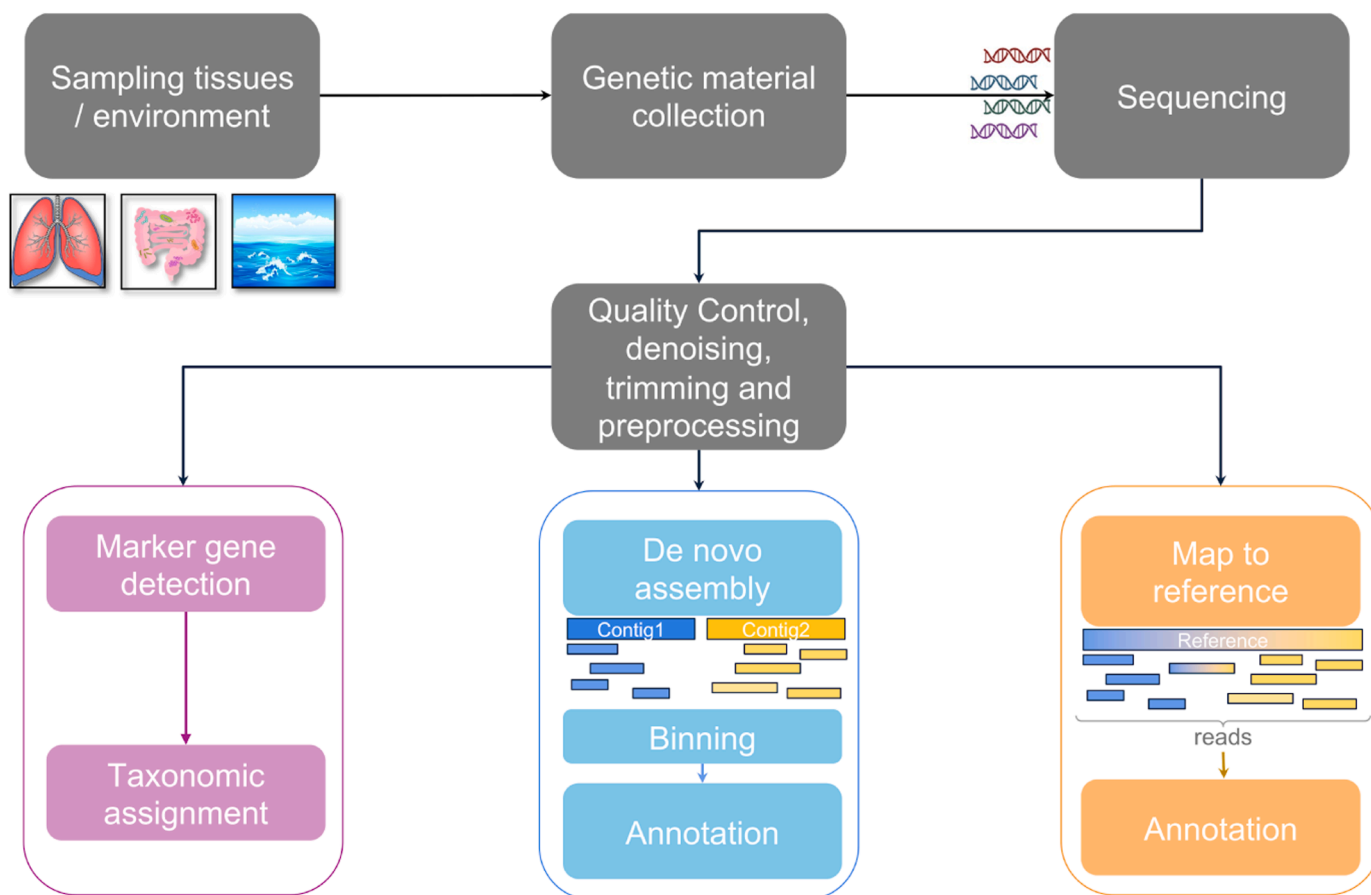 Sampling tissues
/ environment
Genetic material
collection
Sequencing
Quality Control,
denoising,
trimming and
preprocessing
Marker gene
detection
Taxonomic
assignment
De novo
assembly
Contig1
Contig2
Binning
Annotation
Map to
reference
Reference
reads
Annotation